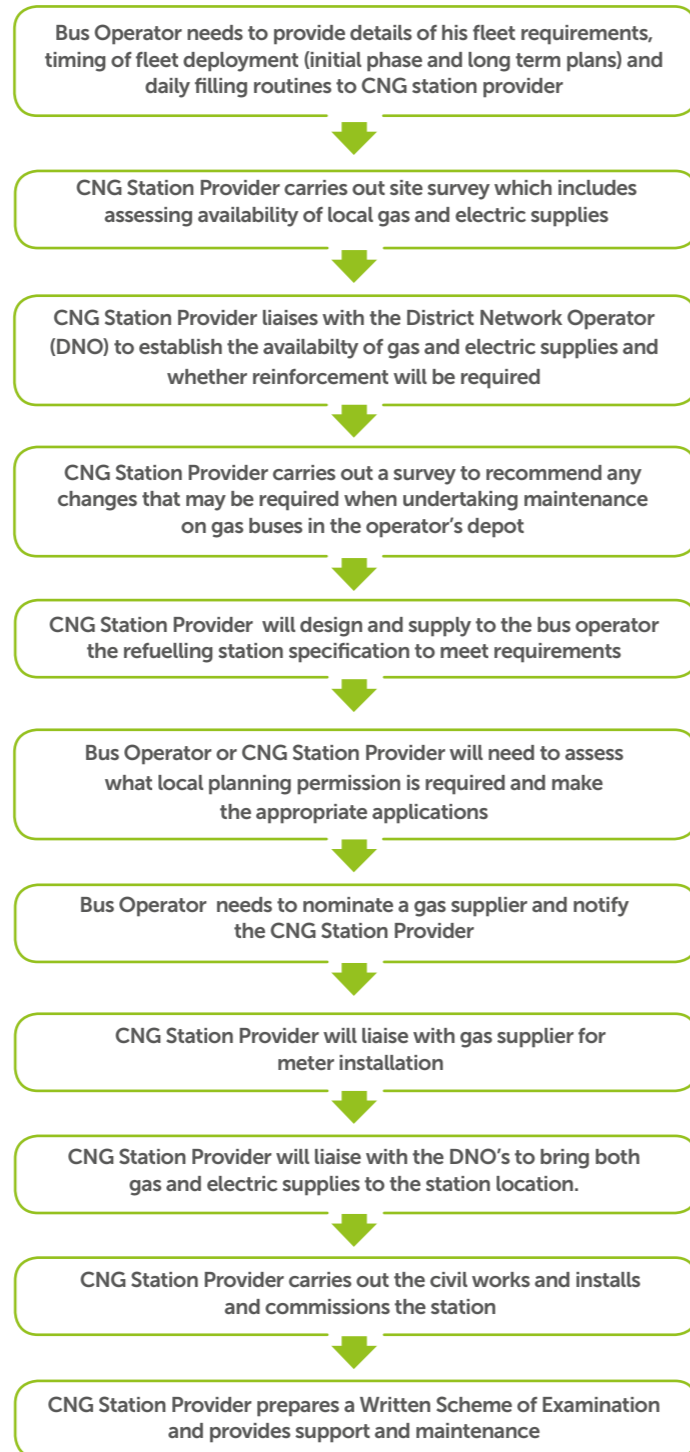 Bus Operator needs to provide details of his fleet requirements,
timing of fleet deployment (initial phase and long term plans) and
daily filling routines to CNG station provider
CNG Station Provider carries out site survey which includes
assessing availability of local gas and electric supplies
CNG Station Provider liaises with the District Network Operator
(DNO) to establish the availabilty of gas and electric supplies and
whether reinforcement will be required
CNG Station Provider carries out a survey to recommend any
changes that may be required when undertaking maintenance
on gas buses in the operator’s depot
CNG Station Provider will design and supply to the bus operator
the refuelling station specification to meet requirements
Bus Operator or CNG Station Provider will need to assess
what local planning permission is required and make
the appropriate applications
Bus Operator needs to nominate a gas supplier and notify
the CNG Station Provider
CNG Station Provider will liaise with gas supplier for
meter installation
CNG Station Provider will liaise with the DNO’s to bring both
gas and electric supplies to the station location.
CNG Station Provider carries out the civil works and installs
and commissions the station
CNG Station Provider prepares a Written Scheme of Examination
and provides support and maintenance